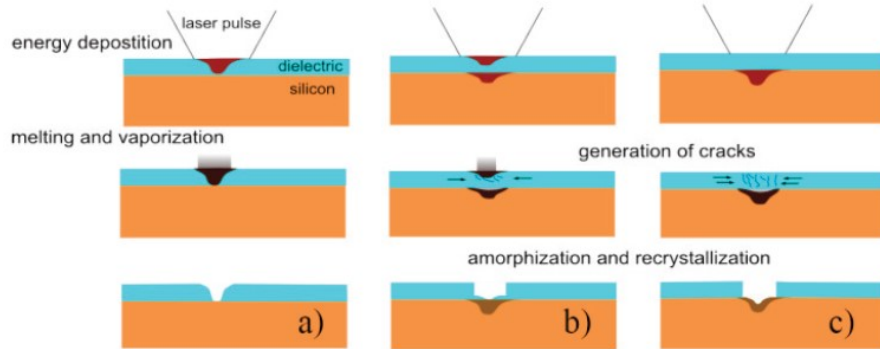 laser pulse
energy depostition
dielectric
silicon
melting and vaporization
generation of cracks
amorphization and recrystallization
a)
b)
c)